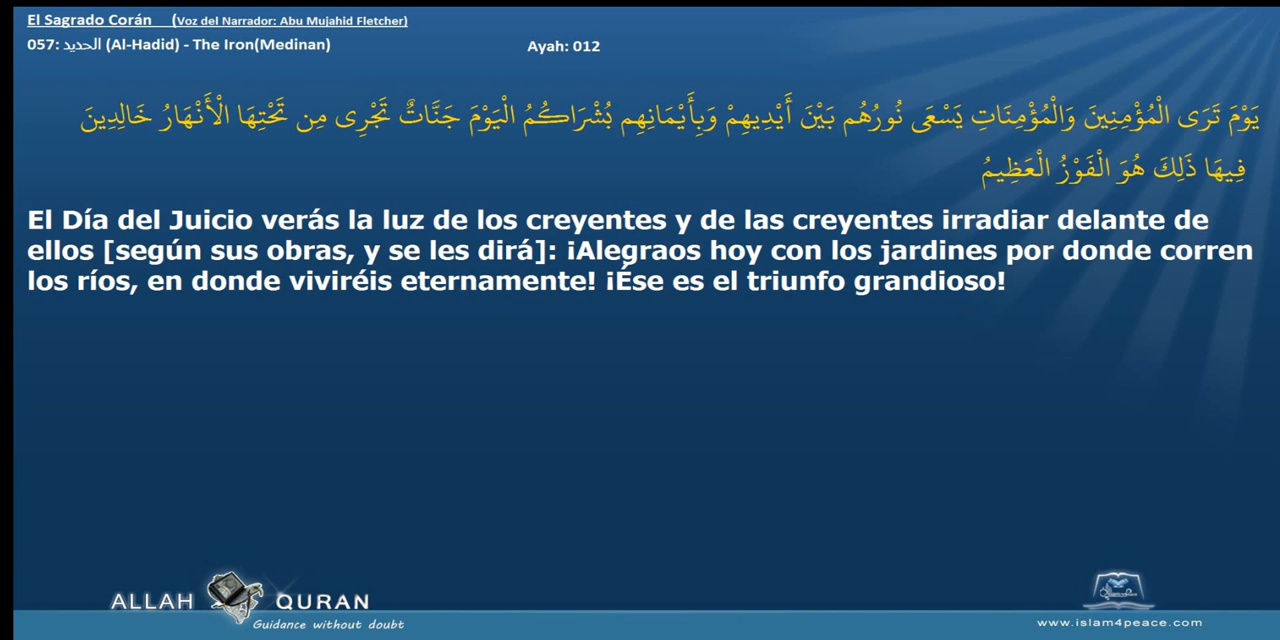 El Sagrado Corán (Voz del Narrador: Abu Mujahid Fletcher)
057: الحديد (Al-Hadid) - The Iron(Medinan)
Ayah: 012
يَوْمَ تَرَى الْمُؤْمِنِينَ وَالْمُؤْمِنَاتِ يَسْعَى نُورُهُم بَيْنَ أَيْدِيهِمْ وَبِأَيْمَانِهِم بُشْرَاكُمُ الْيَوْمَ جَنَّاتٌ تَجْرِى مِن تَحْتِهَا الْأَنْهَارُ خَالِدِينَ
فِيهَا ذَلِكَ هُوَ الْفَوْزُ الْعَظِيمُ
El Día del Juicio verás la luz de los creyentes y de las creyentes irradiar delante de
ellos [según sus obras, y se les dirá]: ¡Alegraos hoy con los jardines por donde corren
los ríos, en donde viviréis eternamente! ¡Ése es el triunfo grandioso!
ALLAH QURAN
Guidance without doubt
www.islam4peace.com